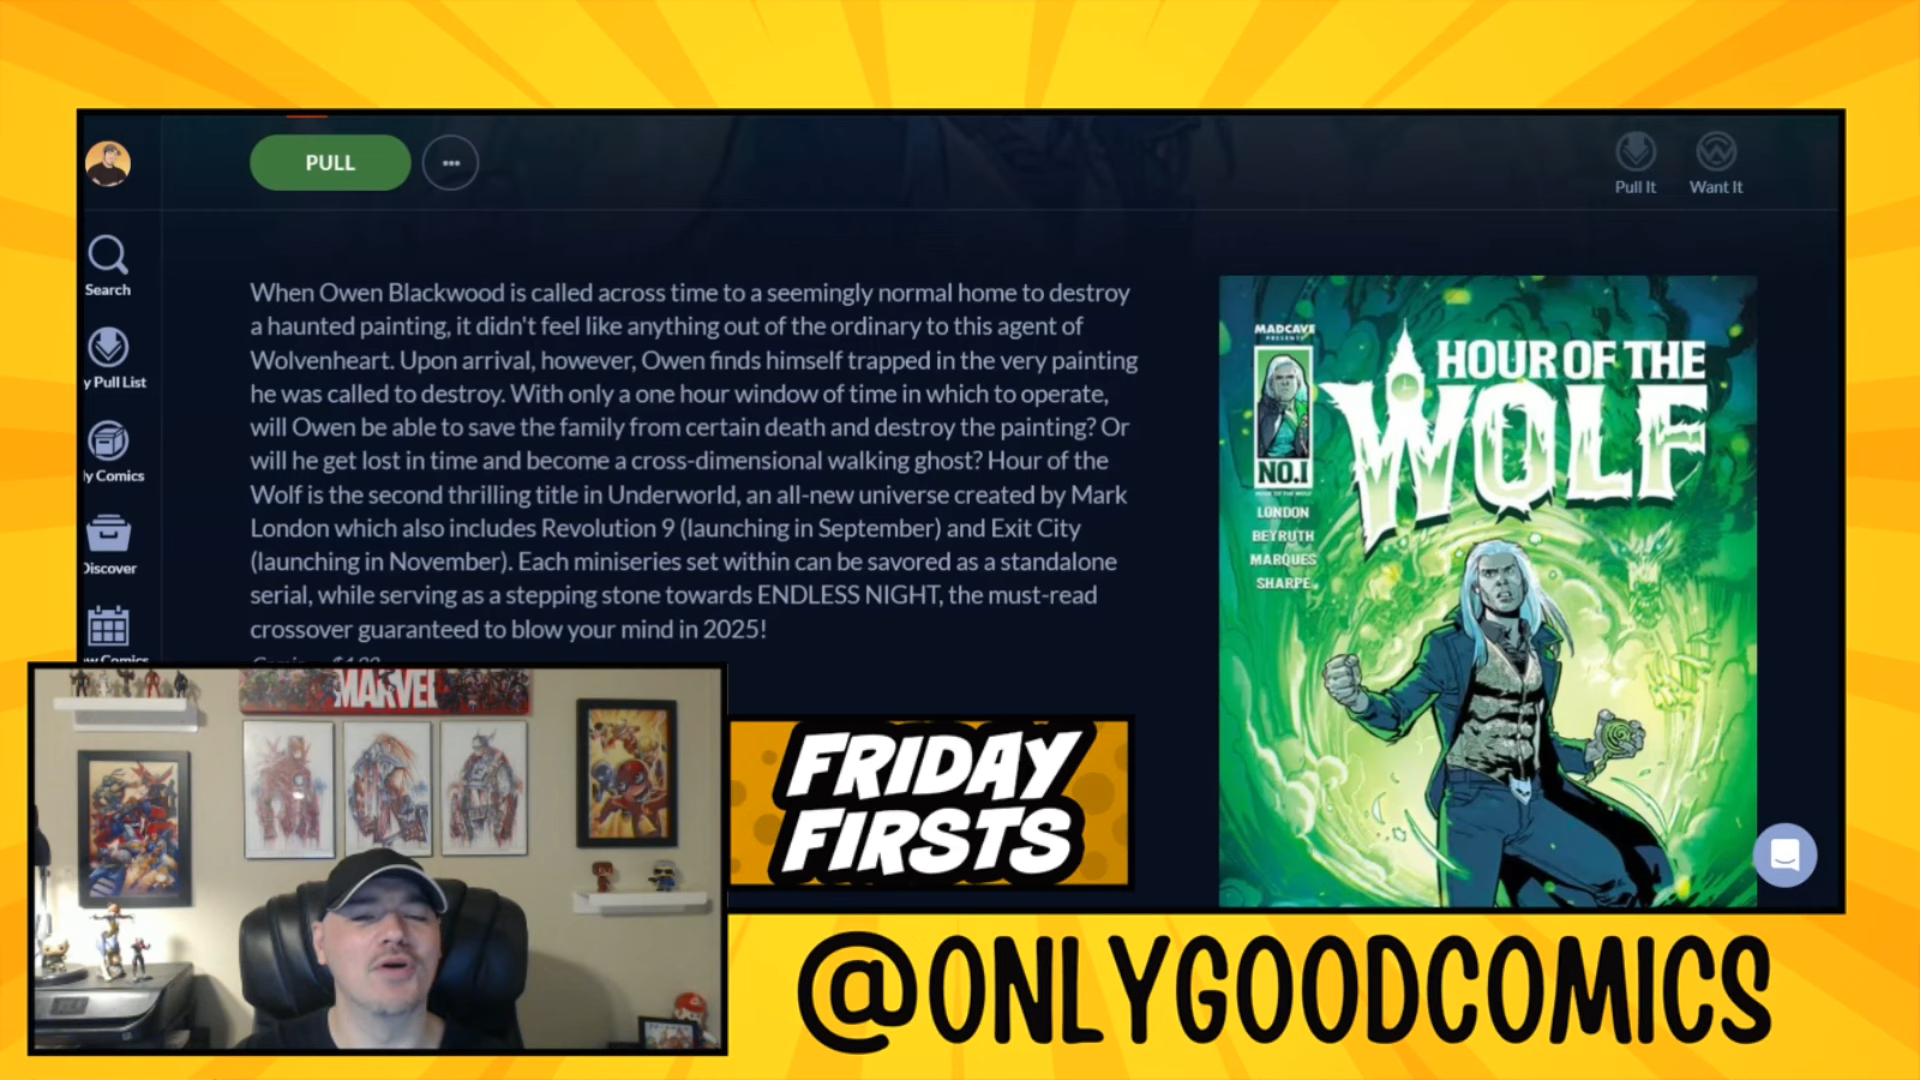 PULL
Pull It
Want It
Search
y Pull List
ly Comics
Discover
w Comics
When Owen Blackwood is called across time to a seemingly normal home to destroy
a haunted painting, it didn't feel like anything out of the ordinary to this agent of
Wolvenheart. Upon arrival, however, Owen finds himself trapped in the very painting
he was called to destroy. With only a one hour window of time in which to operate,
will Owen be able to save the family from certain death and destroy the painting? Or
will he get lost in time and become a cross-dimensional walking ghost? Hour of the
Wolf is the second thrilling title in Underworld, an all-new universe created by Mark
London which also includes Revolution 9 (launching in September) and Exit City
(launching in November). Each miniseries set within can be savored as a standalone
serial, while serving as a stepping stone towards ENDLESS NIGHT, the must-read
crossover guaranteed to blow your mind in 2025!
MADCAVE
PRESENTS
HOUR OF THE
WOLF
NO.1
LONDON
BEYRUTH
MARQUES
SHARPE
MARVEL
FRIDAY
FIRSTS
@ONLYGOODCOMICS